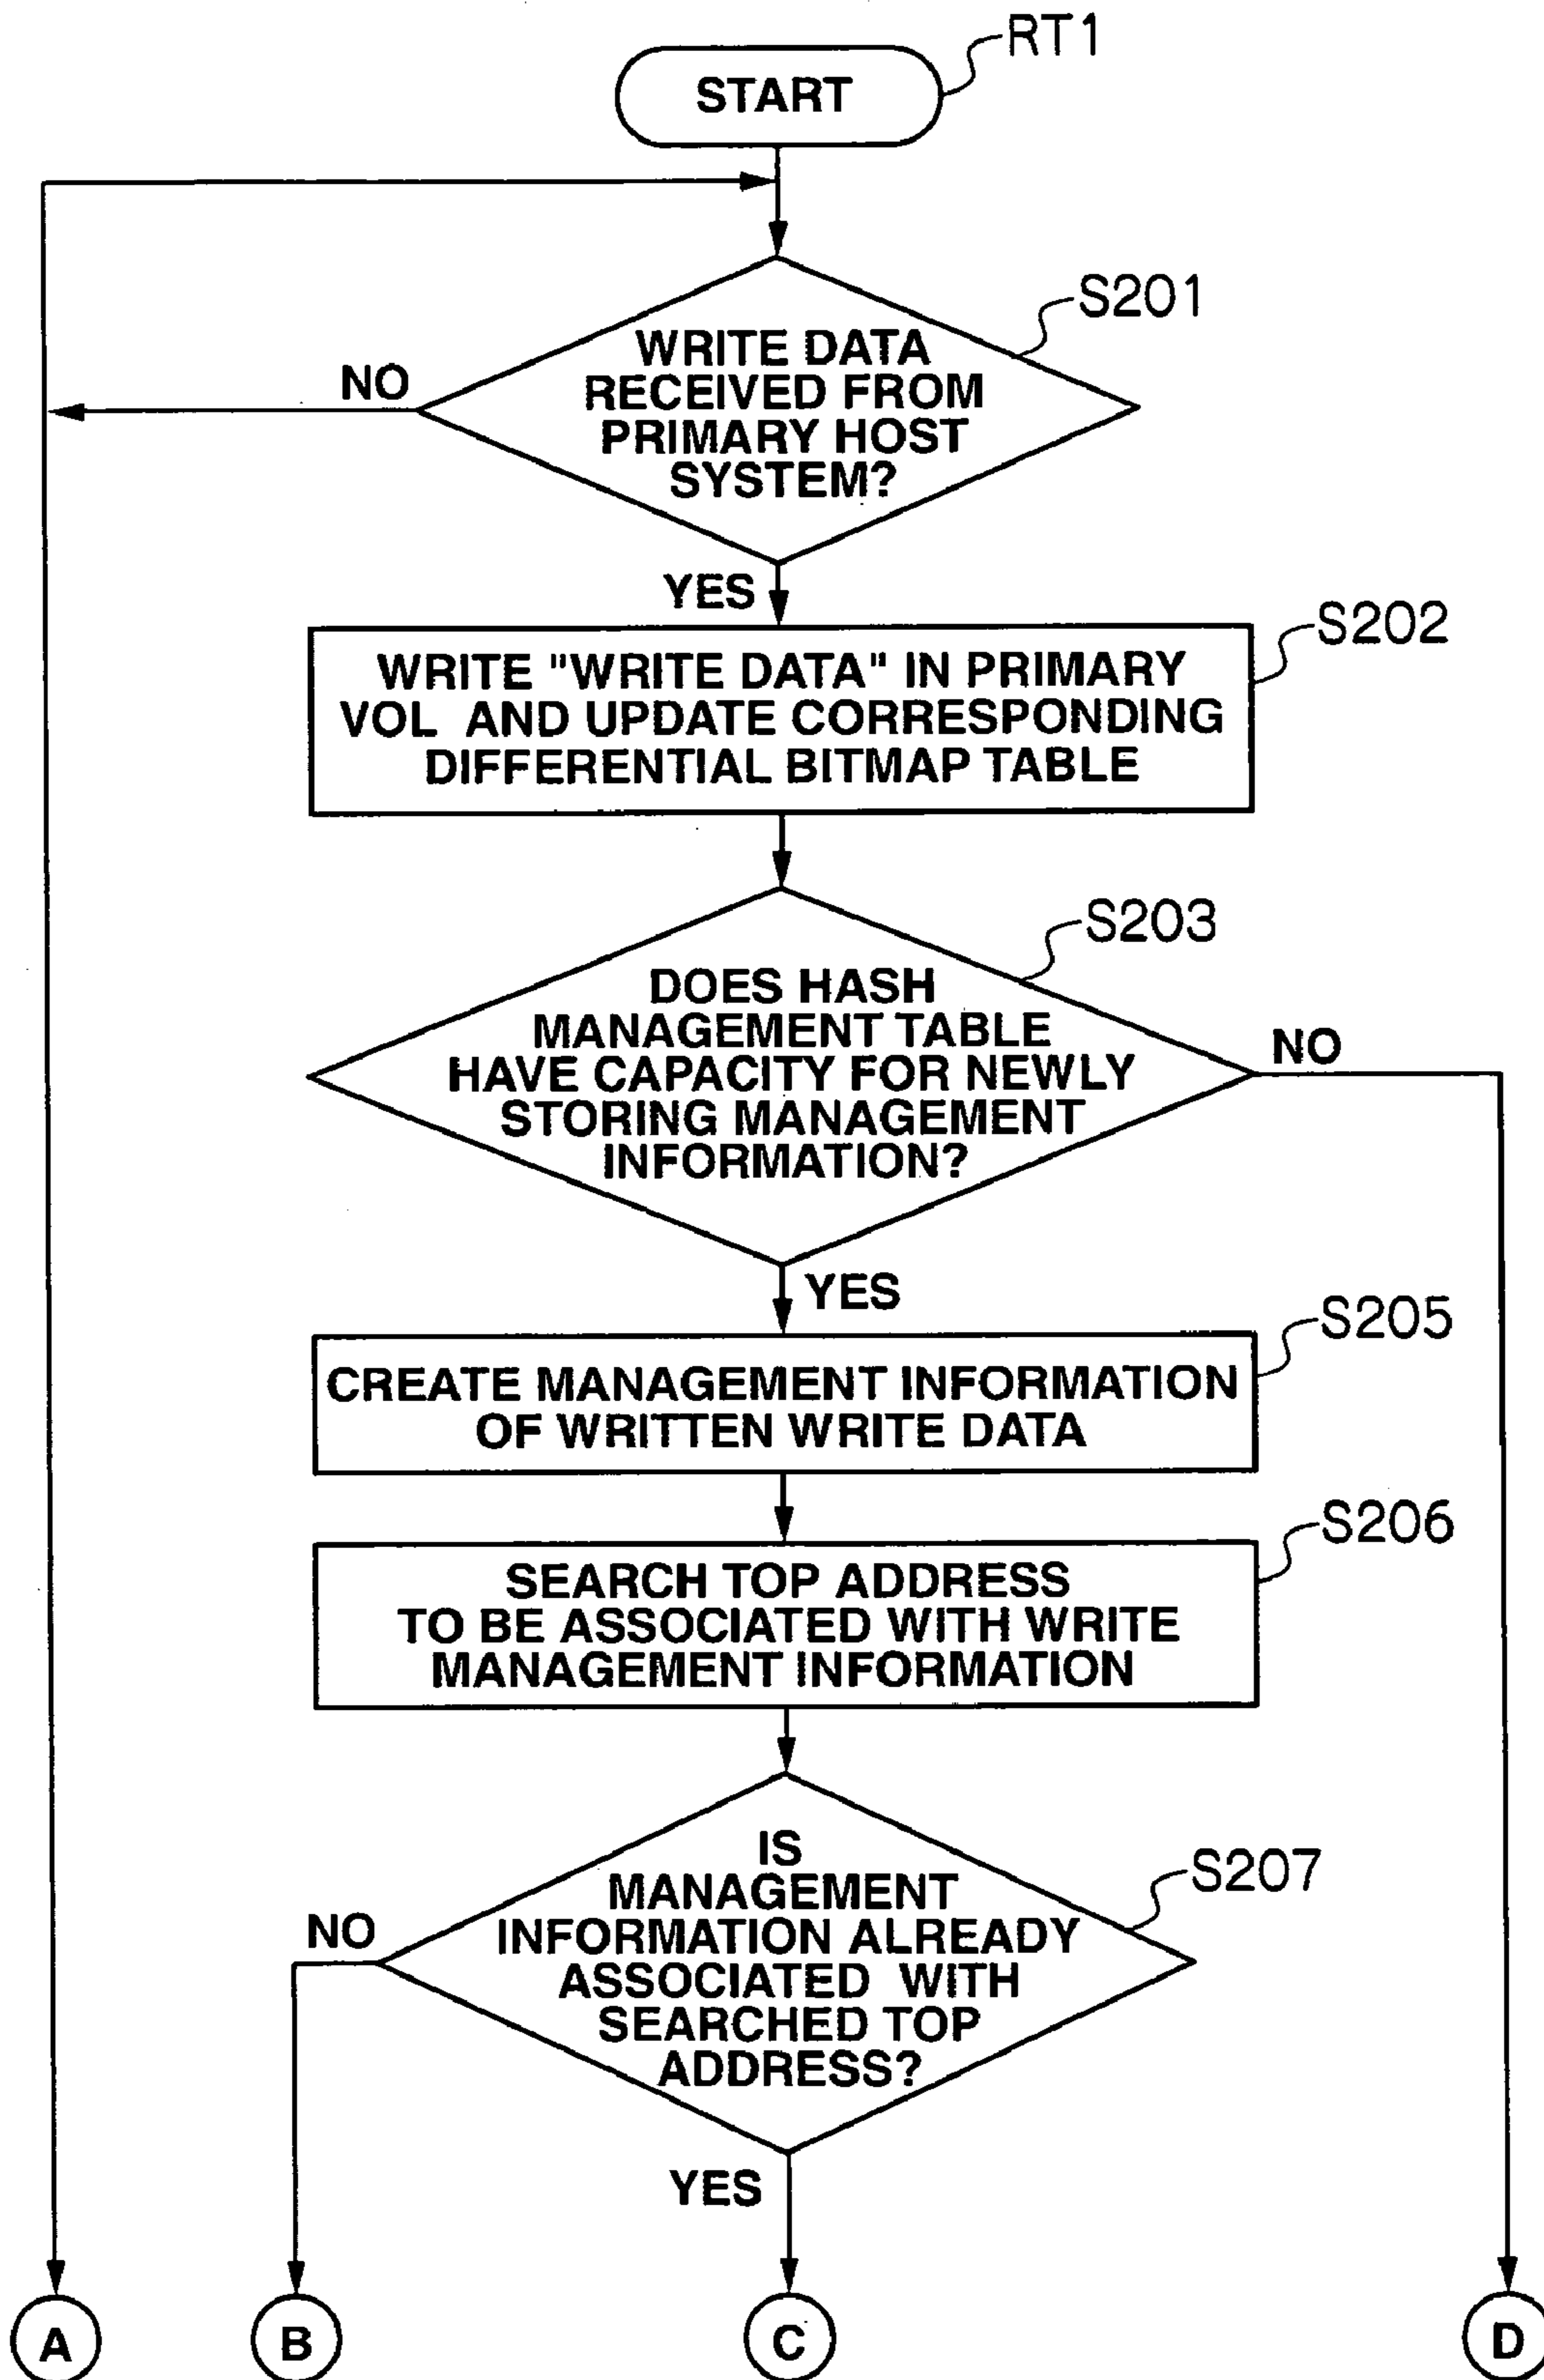 RT1
START
S201
WRITE DATA
RECEIVED FROM
PRIMARY HOST
SYSTEM?
NO
YES
S202
WRITE "WRITE DATA" IN PRIMARY
VOL AND UPDATE CORRESPONDING
DIFFERENTIAL BITMAP TABLE
S203
DOES HASH
MANAGEMENT TABLE
HAVE CAPACITY FOR NEWLY
STORING MANAGEMENT
INFORMATION?
NO
YES
S205
CREATE MANAGEMENT INFORMATION
OF WRITTEN WRITE DATA
S206
SEARCH TOP ADDRESS
TO BE ASSOCIATED WITH WRITE
MANAGEMENT INFORMATION
S207
IS
MANAGEMENT
INFORMATION ALREADY
ASSOCIATED WITH
SEARCHED TOP
ADDRESS?
NO
YES
A
B
C
D